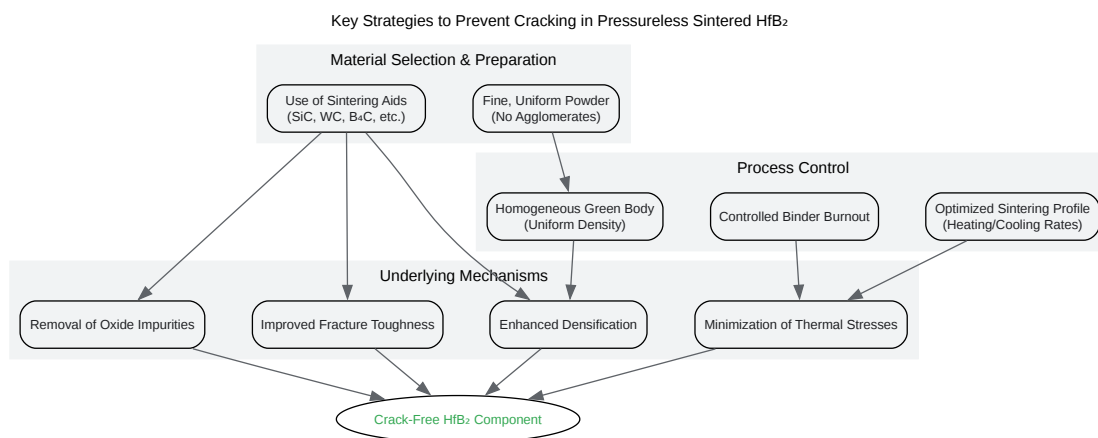 Key Strategies to Prevent Cracking in Pressureless Sintered HfB₂
Material Selection & Preparation
Use of Sintering Aids
(SiC, WC, B₄C, etc.)
Fine, Uniform Powder
(No Agglomerates)
Process Control
Homogeneous Green Body
(Uniform Density)
Controlled Binder Burnout
Optimized Sintering Profile
(Heating/Cooling Rates)
Underlying Mechanisms
Removal of Oxide Impurities
Improved Fracture Toughness
Enhanced Densification
Minimization of Thermal Stresses
Crack-Free HfB₂ Component